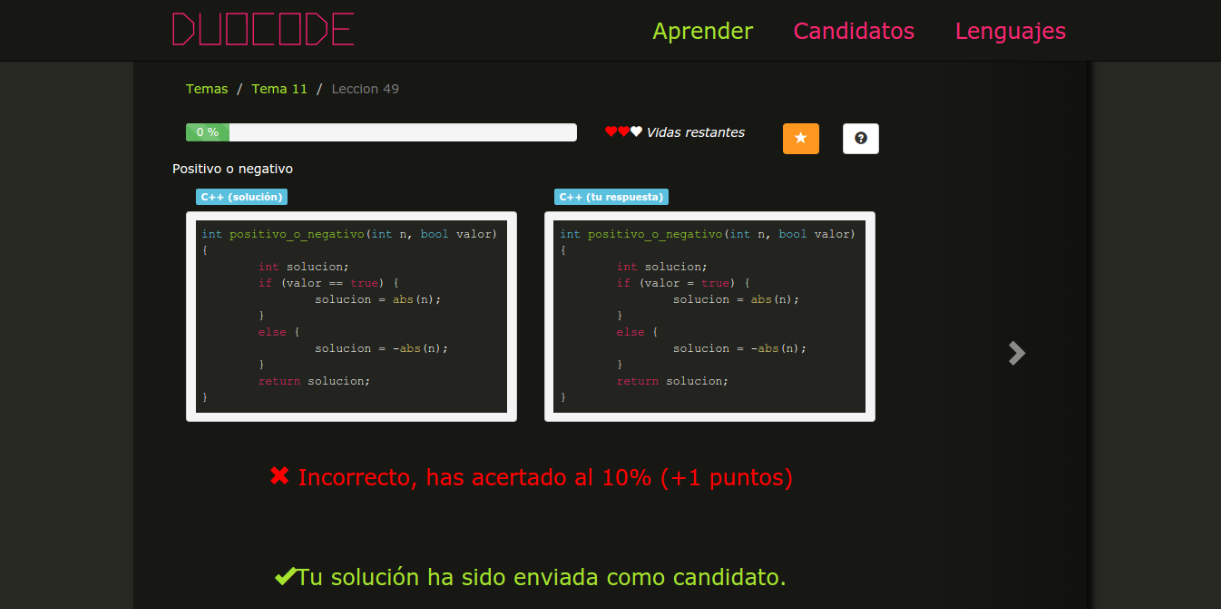 DUOCODE Aprender Candidatos Lenguajes
Temas / Tema 11 / Leccion 49
0 % Vidas restantes
Positivo o negativo
C++ (solución)
int positivo_o_negativo(int n, bool valor)
{
int solucion;
if (valor == true) {
solucion = abs(n);
}
else {
solucion = -abs(n);
}
return solucion;
}
C++ (tu respuesta)
int positivo_o_negativo(int n, bool valor)
{
int solucion;
if (valor = true) {
solucion = abs(n);
}
else {
solucion = -abs(n);
}
return solucion;
}
Incorrecto, has acertado al 10% (+1 puntos)
Tu solución ha sido enviada como candidato.